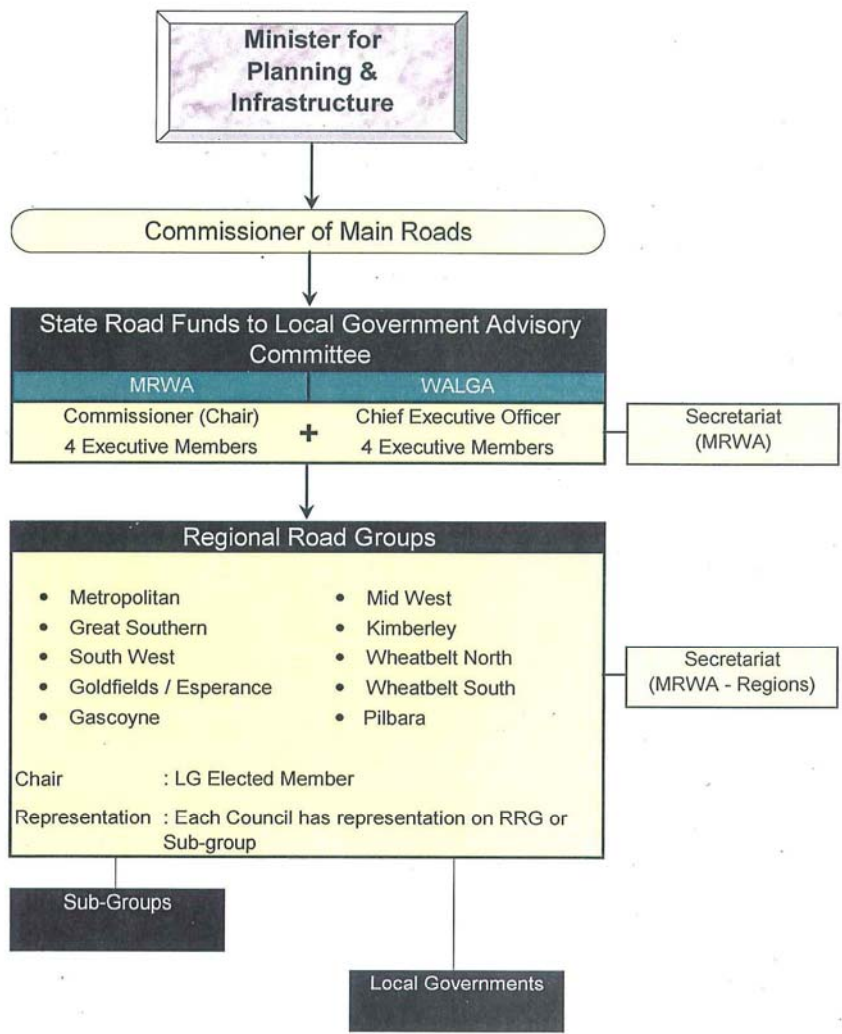 Minister for
Planning &
Infrastructure
Commissioner of Main Roads
State Road Funds to Local Government Advisory
Committee
MRWA
WALGA
Commissioner (Chair)
4 Executive Members
+
Chief Executive Officer
4 Executive Members
Secretariat
(MRWA)
Regional Road Groups
• Metropolitan
• Great Southern
• South West
• Goldfields / Esperance
• Gascoyne
• Mid West
• Kimberley
• Wheatbelt North
• Wheatbelt South
• Pilbara
Chair : LG Elected Member
Representation : Each Council has representation on RRG or
Sub-group
Secretariat
(MRWA - Regions)
Sub-Groups
Local Governments